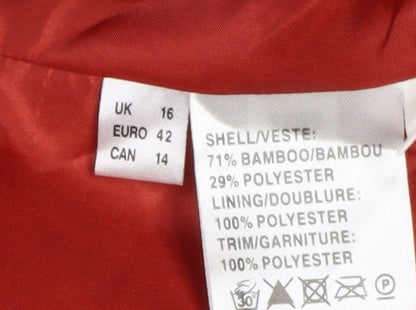 UK 16
EURO 42
CAN 14
SHELL/VESTE:
71% BAMBOO/BAMBOU
29% POLYESTER
LINING/DOUBLURE:
100% POLYESTER
TRIM/GARNITURE:
100% POLYESTER
30 P